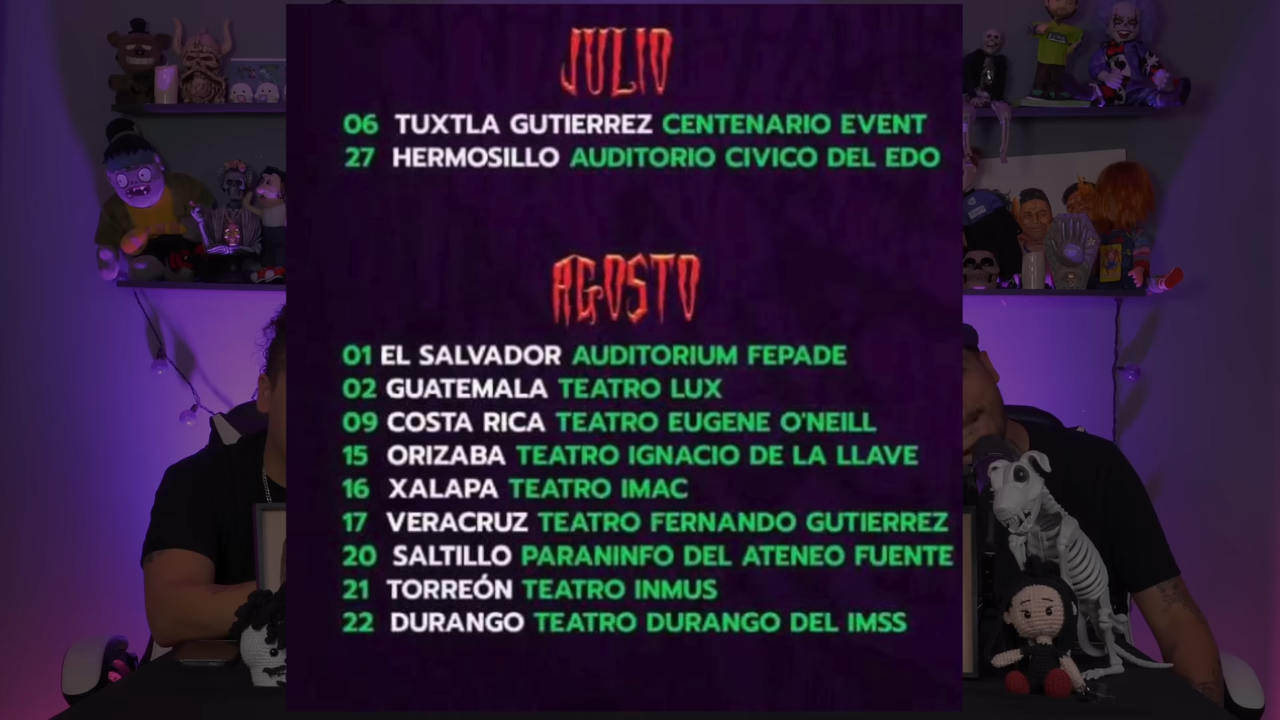 JULIO
06 TUXTLA GUTIERREZ CENTENARIO EVENT
27 HERMOSILLO AUDITORIO CIVICO DEL EDO
AGOSTO
01 EL SALVADOR AUDITORIUM FEPADE
02 GUATEMALA TEATRO LUX
09 COSTA RICA TEATRO EUGENE O'NEILL
15 ORIZABA TEATRO IGNACIO DE LA LLAVE
16 XALAPA TEATRO IMAC
17 VERACRUZ TEATRO FERNANDO GUTIERREZ
20 SALTILLO PARANINFO DEL ATENEO FUENTE
21 TORREÓN TEATRO INMUS
22 DURANGO TEATRO DURANGO DEL IMSS